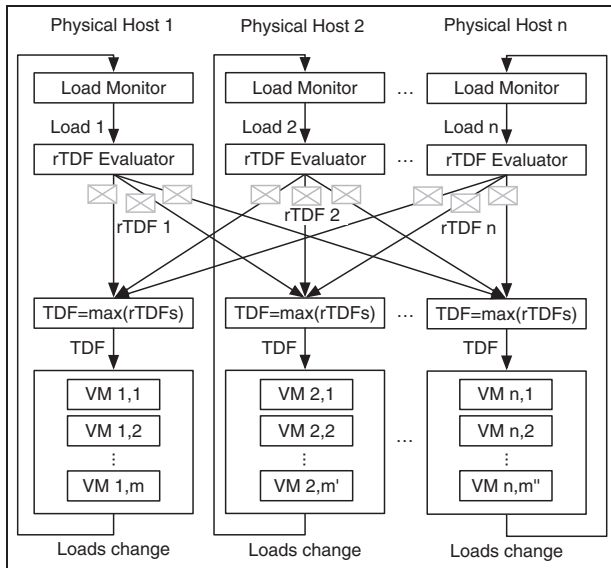 Physical Host 1 Physical Host 2 Physical Host n
Load Monitor Load Monitor ... Load Monitor
Load 1 Load 2 Load n
rTDF Evaluator rTDF Evaluator ... rTDF Evaluator
rTDF 1 rTDF 2 rTDF n
TDF=max(rTDFs) TDF=max(rTDFs) ... TDF=max(rTDFs)
TDF TDF TDF
VM 1,1 VM 2,1 VM n,1
VM 1,2 VM 2,2 VM n,2
... ... ... ...
VM 1,m VM 2,m' VM n,m"
Loads change Loads change Loads change